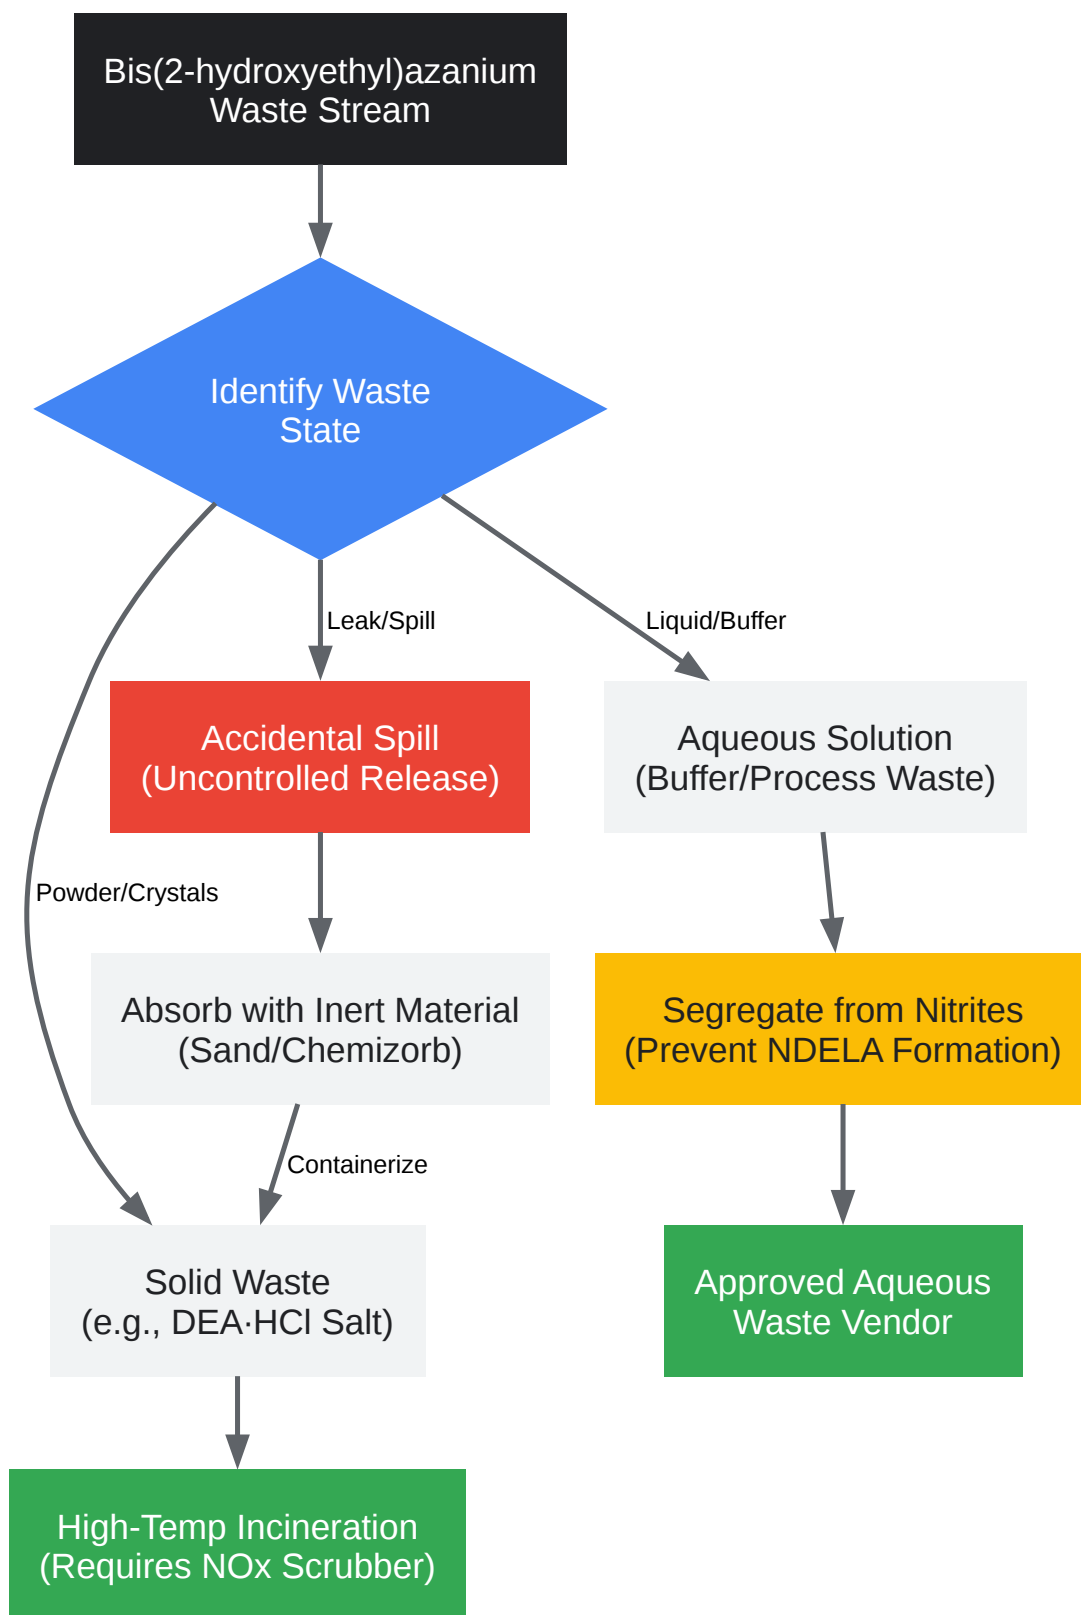 Bis(2-hydroxyethyl)azanium
Waste Stream
Identify Waste
State
Leak/Spill
Liquid/Buffer
Accidental Spill
(Uncontrolled Release)
Aqueous Solution
(Buffer/Process Waste)
Powder/Crystals
Absorb with Inert Material
(Sand/Chemizorb)
Segregate from Nitrites
(Prevent NDELA Formation)
Containerize
Solid Waste
(e.g., DEA·HCl Salt)
Approved Aqueous
Waste Vendor
High-Temp Incineration
(Requires NOx Scrubber)